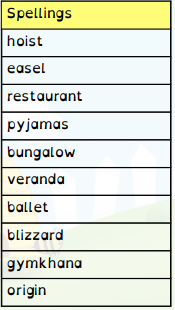 Spellings
hoist
easel
restaurant
pyjamas
bungalow
veranda
ballet
blizzard
gymkhana
origin